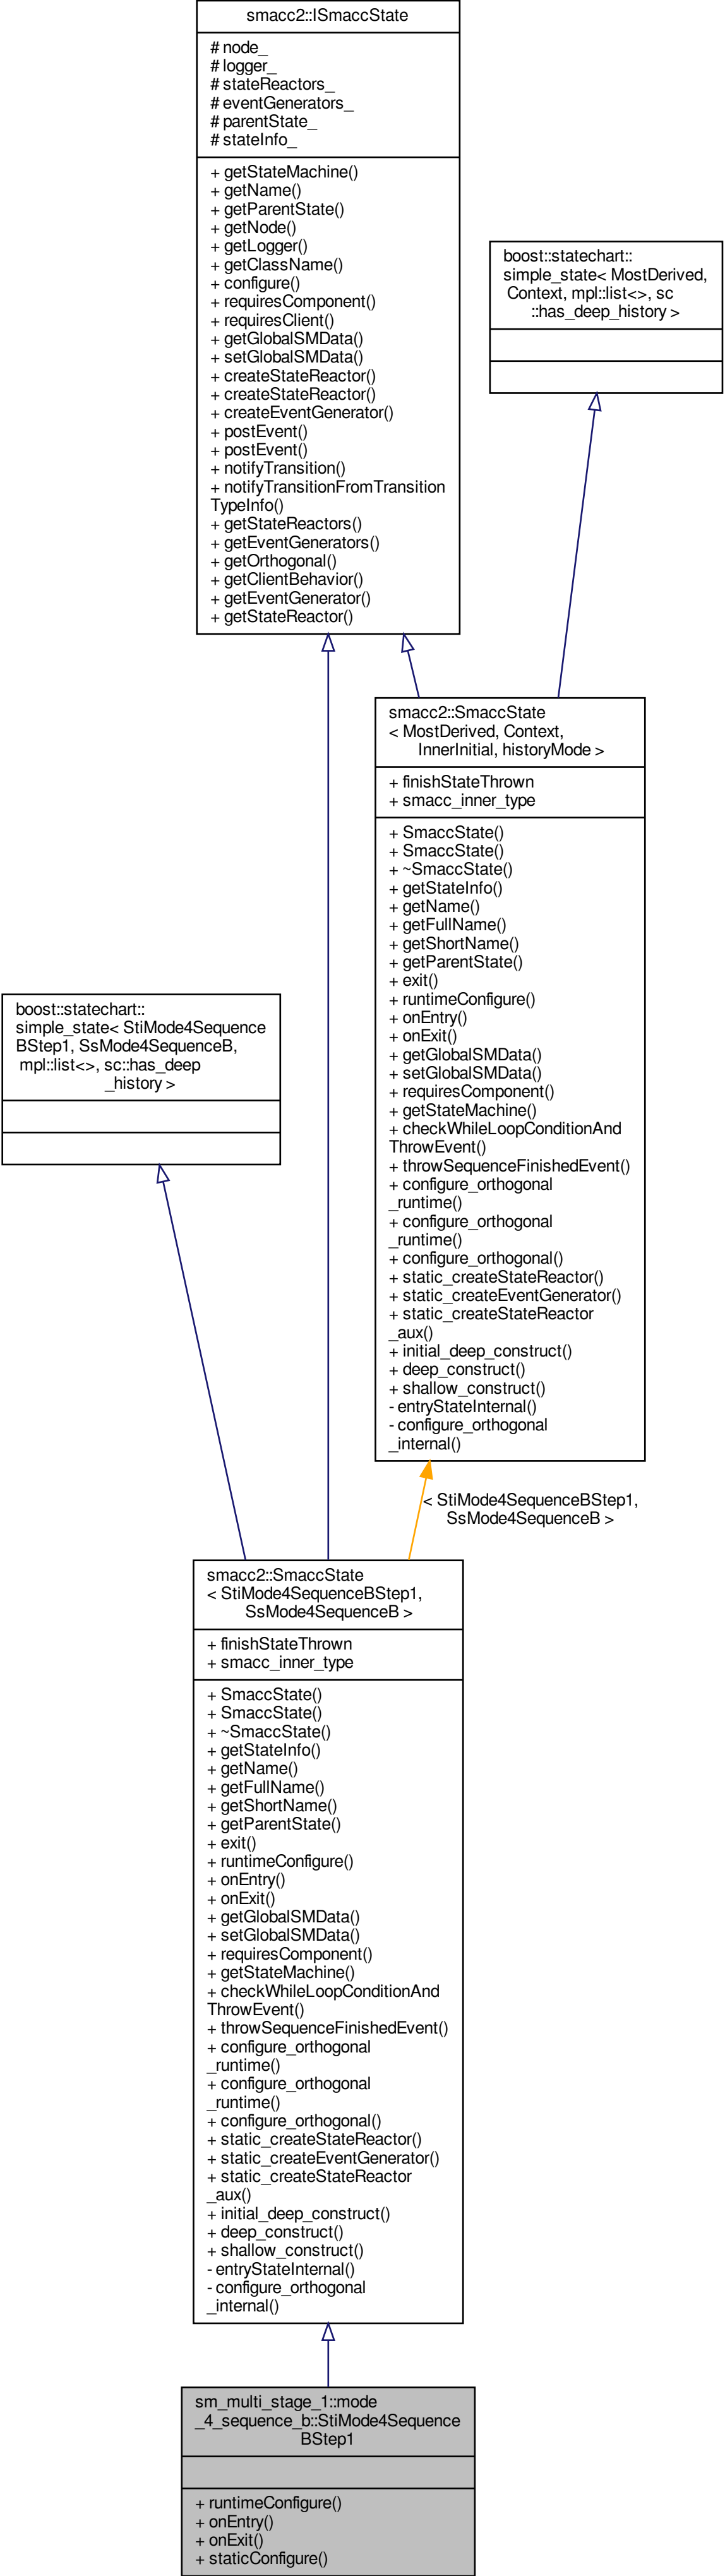 smacc2::ISmaccState
# node_
# logger_
# stateReactors_
# eventGenerators_
# parentState_
# stateInfo_
+ getStateMachine()
+ getName()
+ getParentState()
+ getNode()
+ getLogger()
+ getClassName()
+ configure()
+ requiresComponent()
+ requiresClient()
+ getGlobalSMData()
+ setGlobalSMData()
+ createStateReactor()
+ createStateReactor()
+ createEventGenerator()
+ postEvent()
+ postEvent()
+ notifyTransition()
+ notifyTransitionFromTransition
TypeInfo()
+ getStateReactors()
+ getEventGenerators()
+ getOrthogonal()
+ getClientBehavior()
+ getEventGenerator()
+ getStateReactor()
boost::statechart::
simple_state< MostDerived,
Context, mpl::list<>, sc
::has_deep_history >
smacc2::SmaccState
< MostDerived, Context,
InnerInitial, historyMode >
+ finishStateThrown
+ smacc_inner_type
+ SmaccState()
+ SmaccState()
+ ~SmaccState()
+ getStateInfo()
+ getName()
+ getFullName()
+ getShortName()
+ getParentState()
+ exit()
+ runtimeConfigure()
+ onEntry()
+ onExit()
+ getGlobalSMData()
+ setGlobalSMData()
+ requiresComponent()
+ getStateMachine()
+ checkWhileLoopConditionAnd
ThrowEvent()
+ throwSequenceFinishedEvent()
+ configure_orthogonal
_runtime()
+ configure_orthogonal
_runtime()
+ configure_orthogonal()
+ static_createStateReactor()
+ static_createEventGenerator()
+ static_createStateReactor
_aux()
+ initial_deep_construct()
+ deep_construct()
+ shallow_construct()
- entryStateInternal()
- configure_orthogonal
_internal()
boost::statechart::
simple_state< StiMode4Sequence
BStep1, SsMode4SequenceB,
mpl::list<>, sc::has_deep
_history >
< StiMode4SequenceBStep1,
SsMode4SequenceB >
smacc2::SmaccState
< StiMode4SequenceBStep1,
SsMode4SequenceB >
+ finishStateThrown
+ smacc_inner_type
+ SmaccState()
+ SmaccState()
+ ~SmaccState()
+ getStateInfo()
+ getName()
+ getFullName()
+ getShortName()
+ getParentState()
+ exit()
+ runtimeConfigure()
+ onEntry()
+ onExit()
+ getGlobalSMData()
+ setGlobalSMData()
+ requiresComponent()
+ getStateMachine()
+ checkWhileLoopConditionAnd
ThrowEvent()
+ throwSequenceFinishedEvent()
+ configure_orthogonal
_runtime()
+ configure_orthogonal
_runtime()
+ configure_orthogonal()
+ static_createStateReactor()
+ static_createEventGenerator()
+ static_createStateReactor
_aux()
+ initial_deep_construct()
+ deep_construct()
+ shallow_construct()
- entryStateInternal()
- configure_orthogonal
_internal()
sm_multi_stage_1::mode
_4_sequence_b::StiMode4Sequence
BStep1
+ runtimeConfigure()
+ onEntry()
+ onExit()
+ staticConfigure()